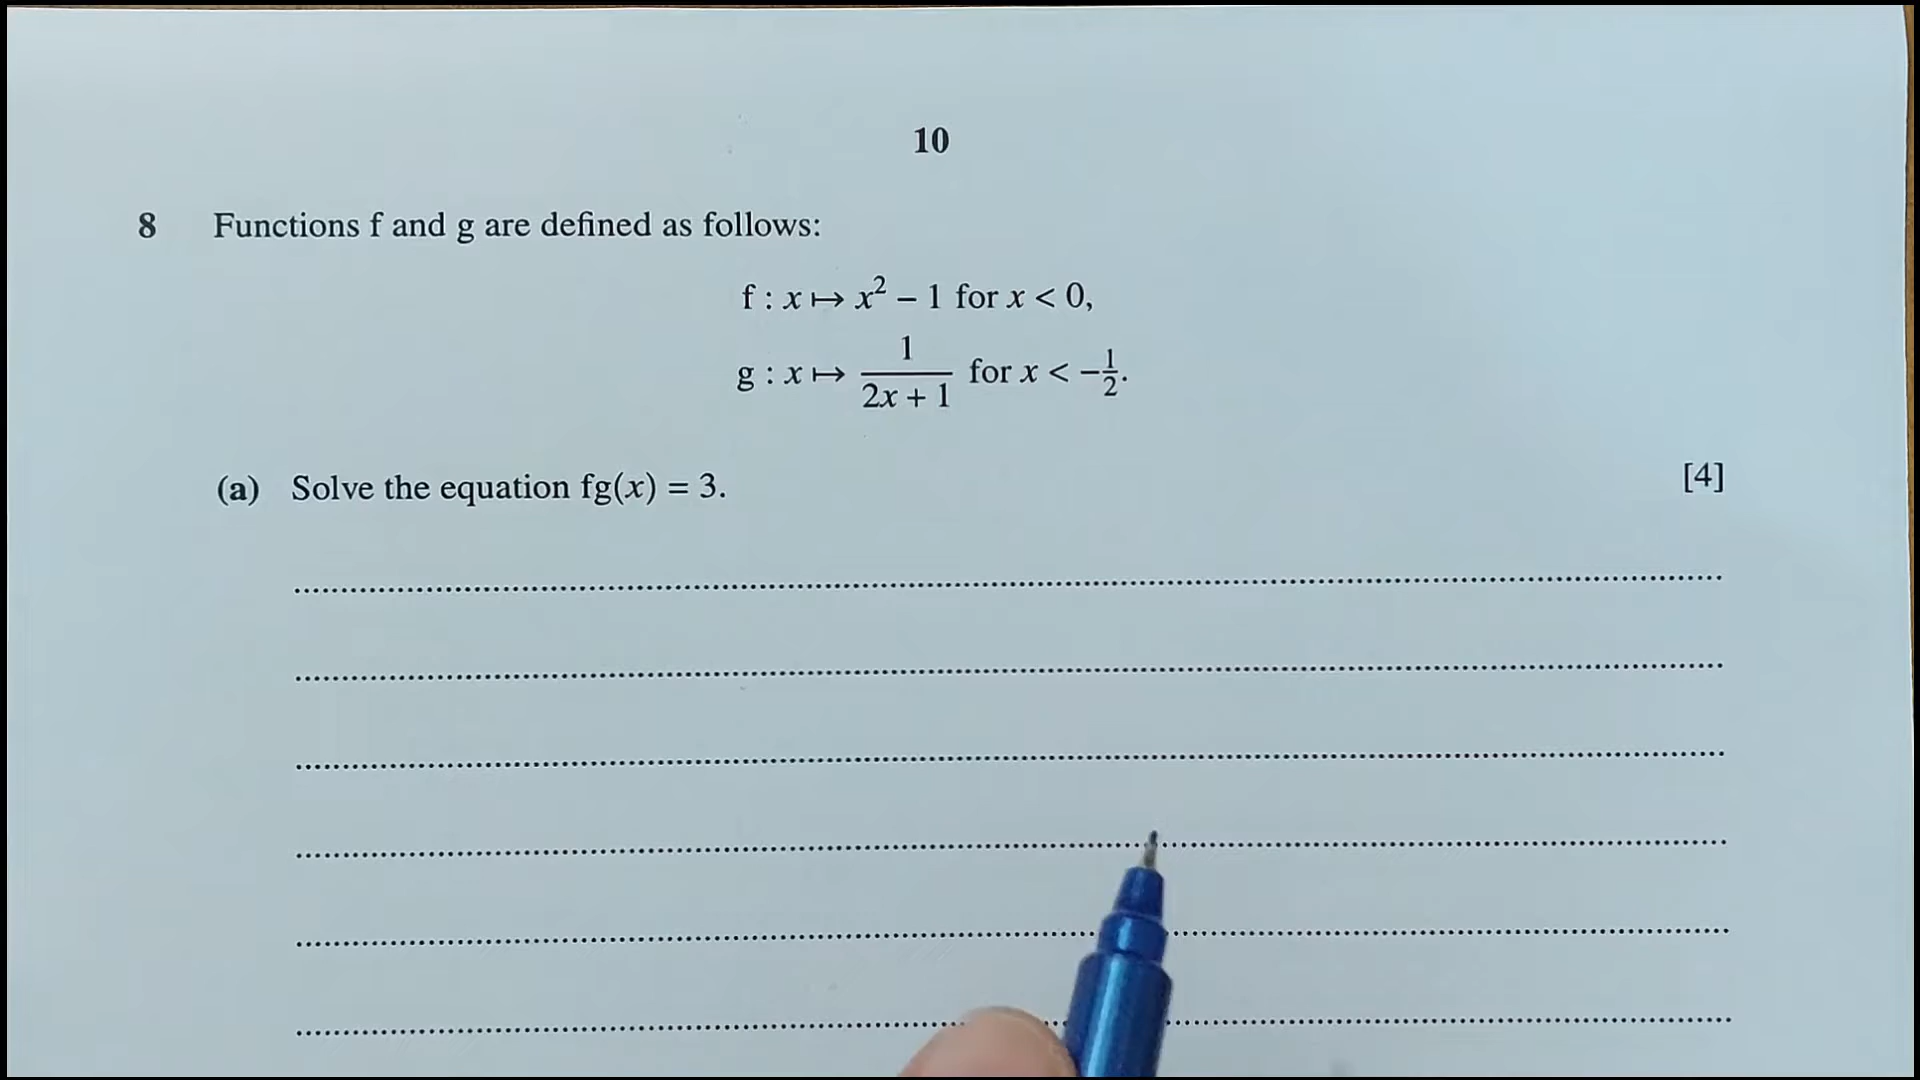 10
8 Functions f and g are defined as follows:
f : x ↦ x² – 1 for x < 0,
g : x ↦ 1/(2x + 1) for x < –1/2.
(a) Solve the equation fg(x) = 3. [4]